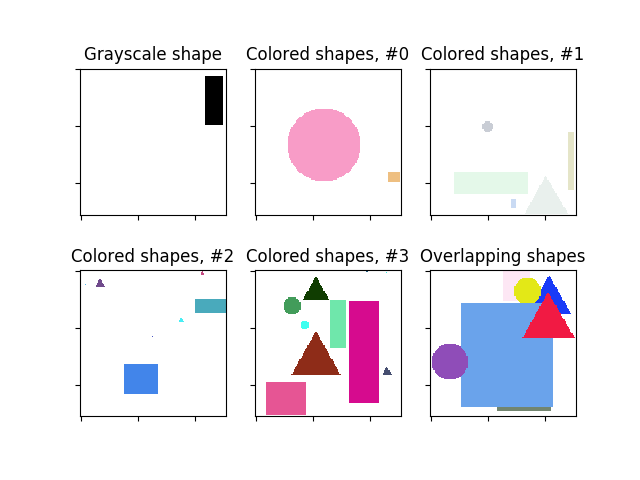 Grayscale shape
Colored shapes, #0
Colored shapes, #1
Colored shapes, #2
Colored shapes, #3
Overlapping shapes